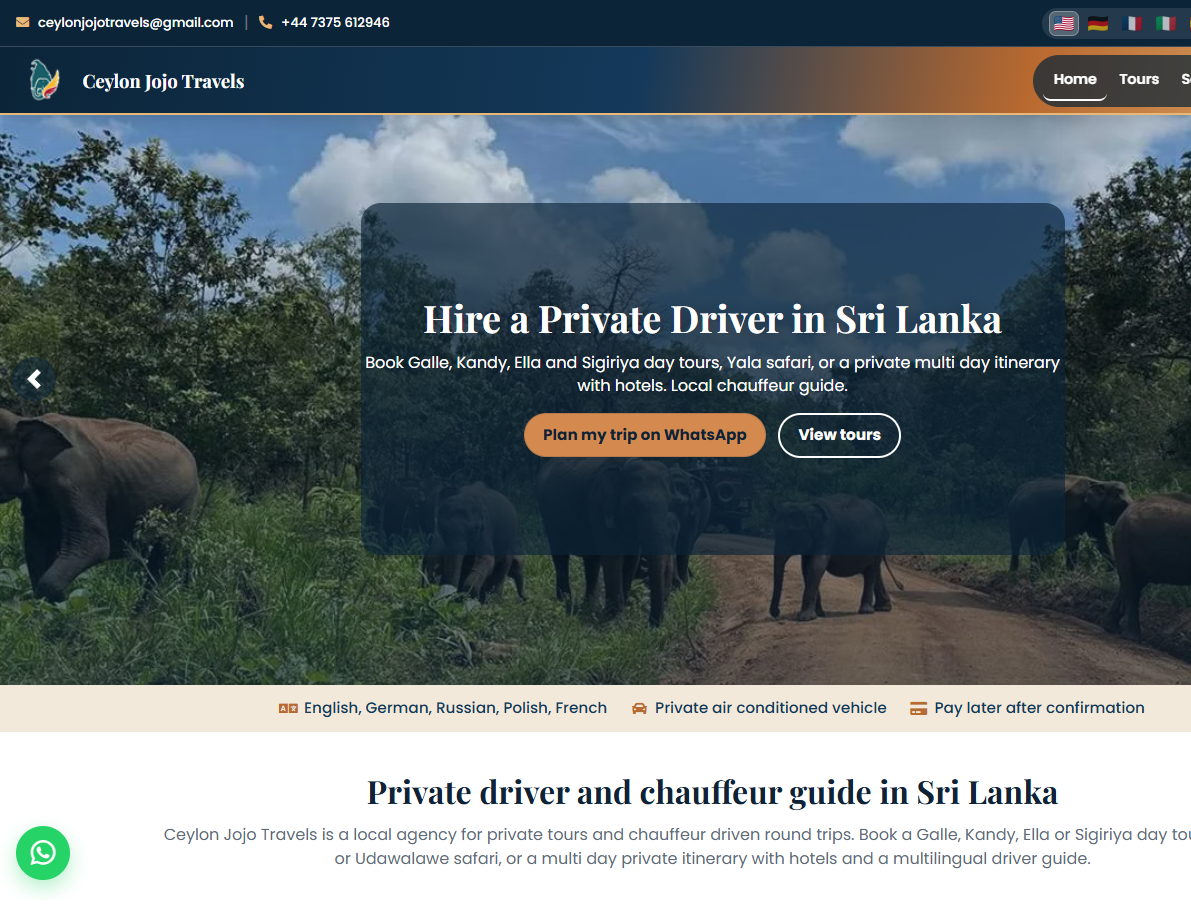 ceylonjojotravels@gmail.com | +44 7375 612946
Ceylon Jojo Travels
Home Tours
Hire a Private Driver in Sri Lanka
Book Galle, Kandy, Ella and Sigiriya day tours, Yala safari, or a private multi day itinerary
with hotels. Local chauffeur guide.
Plan my trip on WhatsApp View tours
English, German, Russian, Polish, French Private air conditioned vehicle Pay later after confirmation
Private driver and chauffeur guide in Sri Lanka
Ceylon Jojo Travels is a local agency for private tours and chauffeur driven round trips. Book a Galle, Kandy, Ella or Sigiriya day
or Udawalawe safari, or a multi day private itinerary with hotels and a multilingual driver guide.